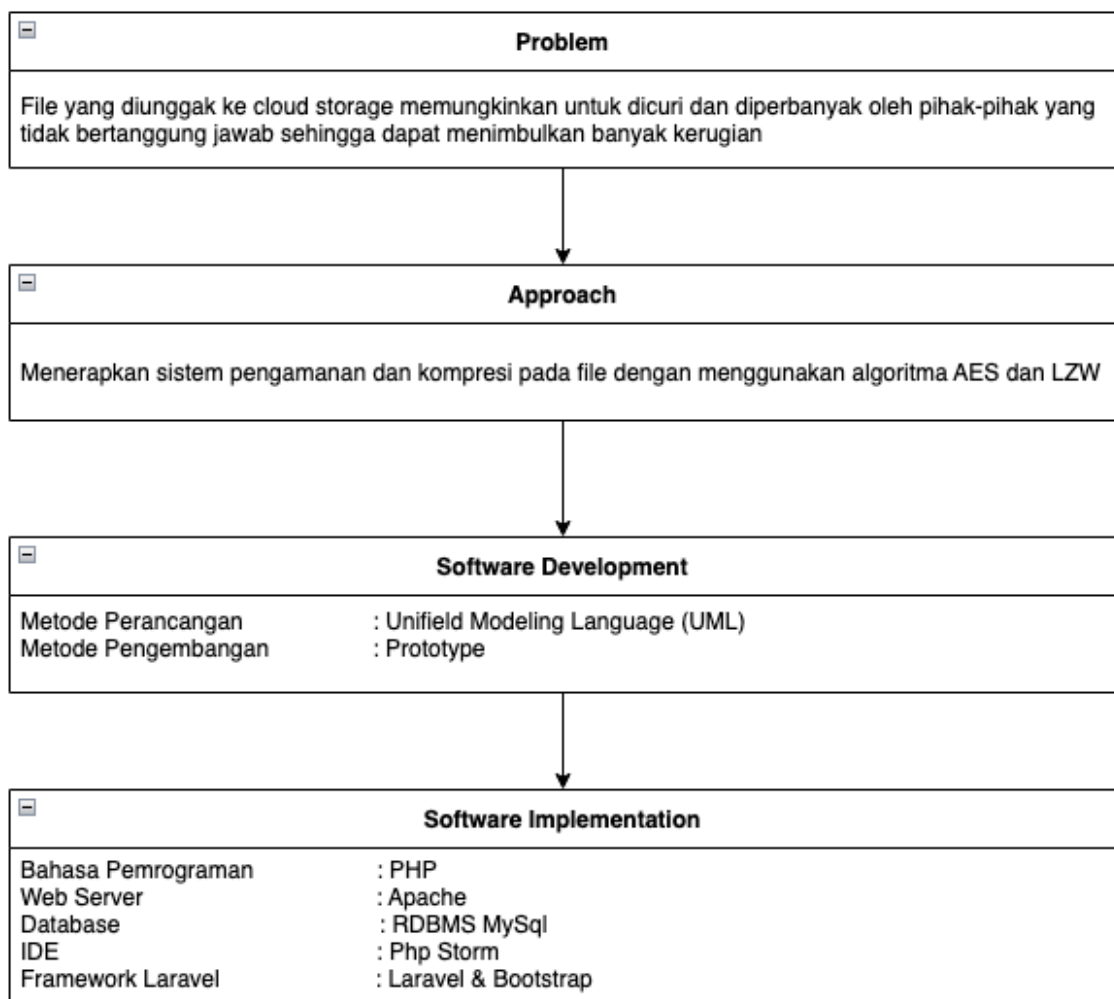 Problem
File yang diunggak ke cloud storage memungkinkan untuk dicuri dan diperbanyak oleh pihak-pihak yang
tidak bertanggung jawab sehingga dapat menimbulkan banyak kerugian
Approach
Menerapkan sistem pengamanan dan kompresi pada file dengan menggunakan algoritma AES dan LZW
Software Development
Metode Perancangan : Unifield Modeling Language (UML)
Metode Pengembangan : Prototype
Software Implementation
Bahasa Pemrograman : PHP
Web Server : Apache
Database : RDBMS MySql
IDE : Php Storm
Framework Laravel : Laravel & Bootstrap